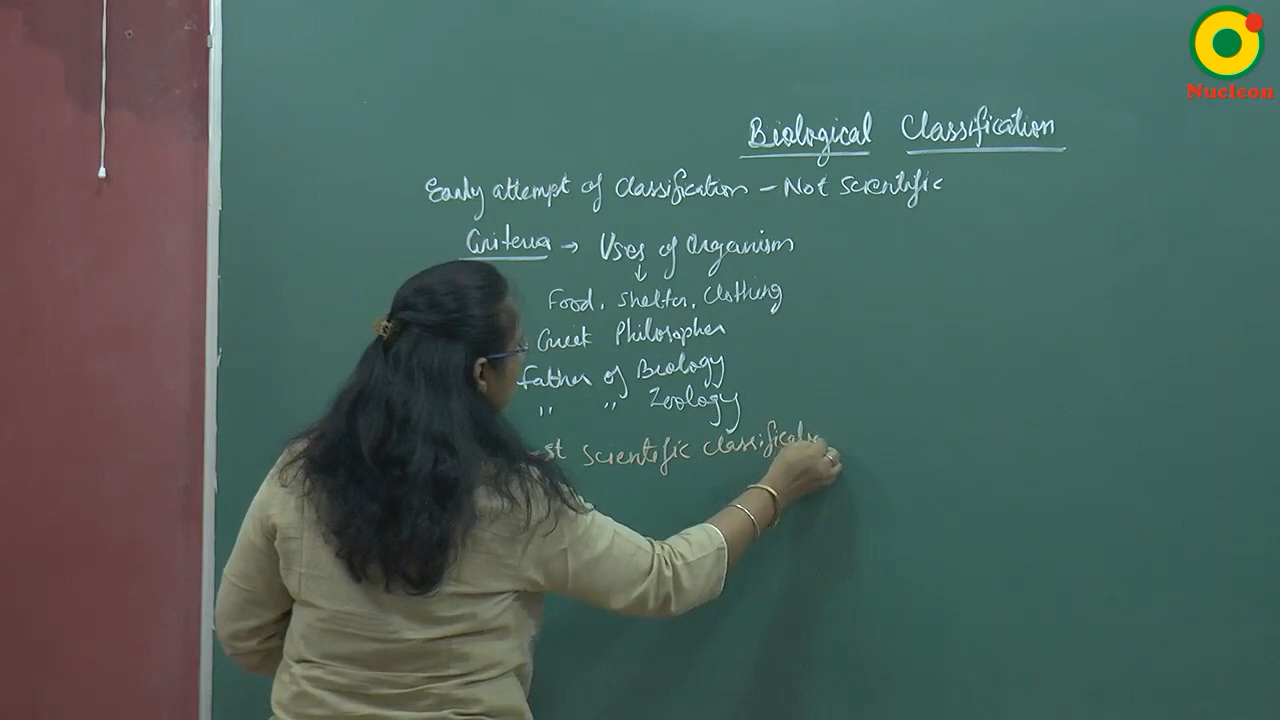 Nucleon
Biological Classification
Early attempt of classification - Not scientific
Criteria → Uses of organism
↓
Food, shelter, clothing
Greek Philosopher
Father of Biology
" " Zoology
st scientific classificatio